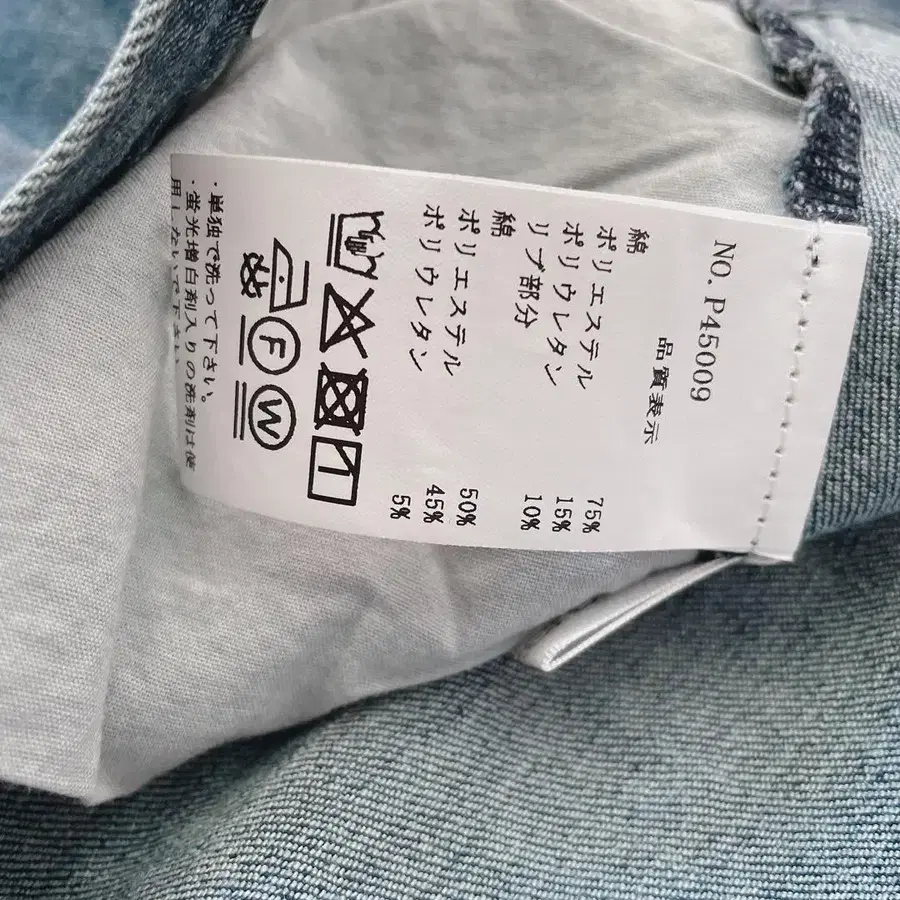 NO. P45009
品質表示
綿 75%
ポリエステル 15%
ポリウレタン 10%
リブ部分
綿 50%
ポリエステル 45%
ポリウレタン 5%
F W
・単独で洗って下さい。
・蛍光増白剤入りの洗剤は使
用しないで下さい。